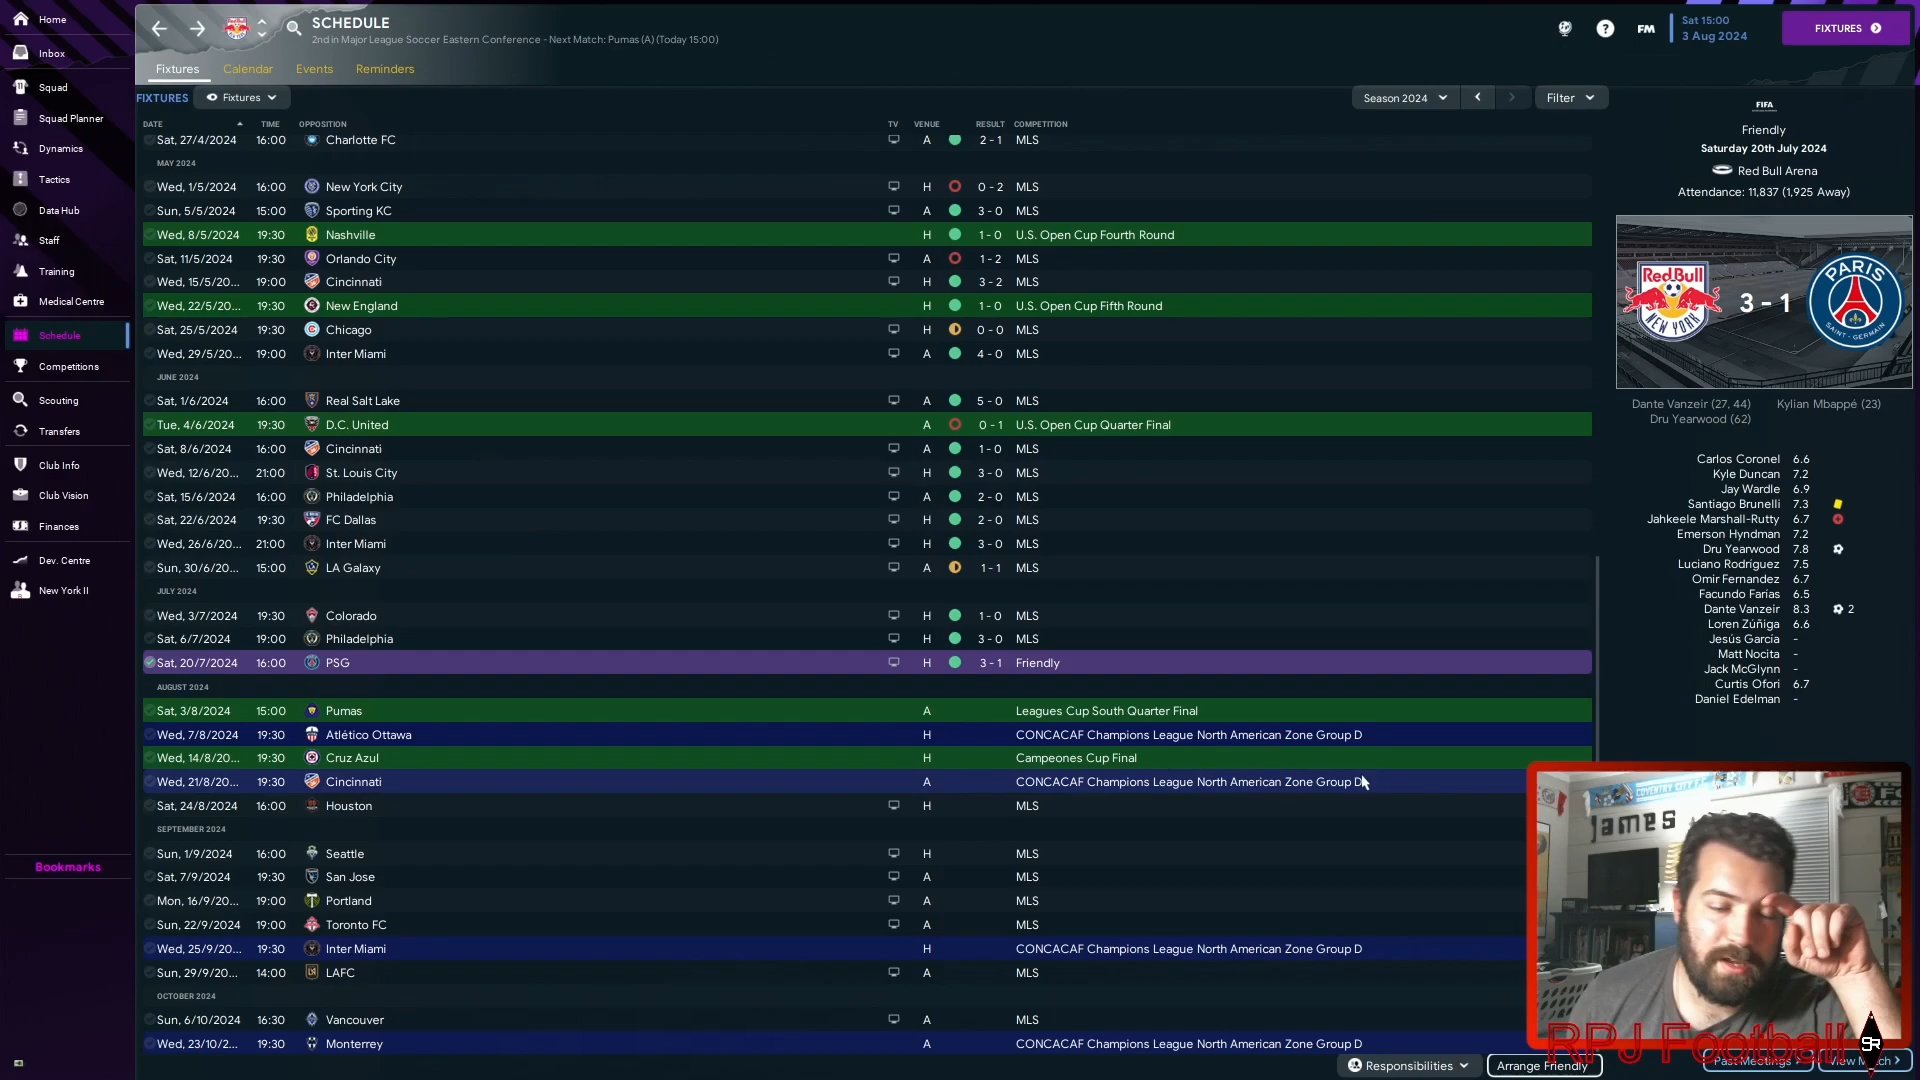 Home
Inbox
Squad
Squad Planner
Dynamics
Tactics
Data Hub
Staff
Training
Medical Centre
Schedule
Competitions
Scouting
Transfers
Club Info
Club Vision
Finances
Dev. Centre
New York II
Bookmarks
SCHEDULE
2nd in Major League Soccer Eastern Conference - Next Match: Pumas (A) (Today 15:00)
FM
Sat 15:00
3 Aug 2024
FIXTURES
Fixtures Calendar Events Reminders
FIXTURES Fixtures Season 2024 Filter
DATE TIME OPPOSITION TV VENUE RESULT COMPETITION
Sat, 27/4/2024 16:00 Charlotte FC A 2 - 1 MLS
MAY 2024
Wed, 1/5/2024 16:00 New York City H 0 - 2 MLS
Sun, 5/5/2024 15:00 Sporting KC A 3 - 0 MLS
Wed, 8/5/2024 19:30 Nashville H 1 - 0 U.S. Open Cup Fourth Round
Sat, 11/5/2024 19:30 Orlando City A 1 - 2 MLS
Wed, 15/5/20... 19:00 Cincinnati H 3 - 2 MLS
Wed, 22/5/20... 19:30 New England H 1 - 0 U.S. Open Cup Fifth Round
Sat, 25/5/2024 19:30 Chicago H 0 - 0 MLS
Wed, 29/5/20... 19:00 Inter Miami A 4 - 0 MLS
JUNE 2024
Sat, 1/6/2024 16:00 Real Salt Lake A 5 - 0 MLS
Tue, 4/6/2024 19:30 D.C. United A 0 - 1 U.S. Open Cup Quarter Final
Sat, 8/6/2024 16:00 Cincinnati A 1 - 0 MLS
Wed, 12/6/20... 21:00 St. Louis City H 3 - 0 MLS
Sat, 15/6/2024 16:00 Philadelphia A 2 - 0 MLS
Sat, 22/6/2024 19:30 FC Dallas H 2 - 0 MLS
Wed, 26/6/20... 21:00 Inter Miami H 3 - 0 MLS
Sun, 30/6/20... 15:00 LA Galaxy A 1 - 1 MLS
JULY 2024
Wed, 3/7/2024 19:30 Colorado H 1 - 0 MLS
Sat, 6/7/2024 19:00 Philadelphia H 3 - 0 MLS
Sat, 20/7/2024 16:00 PSG H 3 - 1 Friendly
AUGUST 2024
Sat, 3/8/2024 15:00 Pumas A Leagues Cup South Quarter Final
Wed, 7/8/2024 19:30 Atlético Ottawa H CONCACAF Champions League North American Zone Group D
Wed, 14/8/20... 19:30 Cruz Azul H Campeones Cup Final
Wed, 21/8/20... 19:30 Cincinnati A CONCACAF Champions League North American Zone Group D
Sat, 24/8/2024 16:00 Houston H MLS
SEPTEMBER 2024
Sun, 1/9/2024 16:00 Seattle H MLS
Sat, 7/9/2024 19:30 San Jose A MLS
Mon, 16/9/20... 19:00 Portland A MLS
Sun, 22/9/2024 19:00 Toronto FC A MLS
Wed, 25/9/20... 19:30 Inter Miami H CONCACAF Champions League North American Zone Group D
Sun, 29/9/20... 14:00 LAFC A MLS
OCTOBER 2024
Sun, 6/10/2024 16:30 Vancouver A MLS
Wed, 23/10/2... 19:30 Monterrey A CONCACAF Champions League North American Zone Group D
Responsibilities Arrange Friendly
FIFA
Friendly
Saturday 20th July 2024
Red Bull Arena
Attendance: 11,837 (1,925 Away)
Red Bull
NEW YORK
3 - 1
PARIS
SAINT-GERMAIN
Dante Vanzeir (27, 44) Kylian Mbappé (23)
Dru Yearwood (62)
Carlos Coronel 6.6
Kyle Duncan 7.2
Jay Wardle 6.9
Santiago Brunelli 7.3
Jahkeele Marshall-Rutty 6.7
Emerson Hyndman 7.2
Dru Yearwood 7.8
Luciano Rodríguez 7.5
Omir Fernandez 6.7
Facundo Farías 6.5
Dante Vanzeir 8.3 2
Loren Zúñiga 6.6
Jesús García -
Matt Nocita -
Jack McGlynn -
Curtis Ofori 6.7
Daniel Edelman -
COVENTRY CITY F.C
James
RPJ Football
SR
Past Meetings